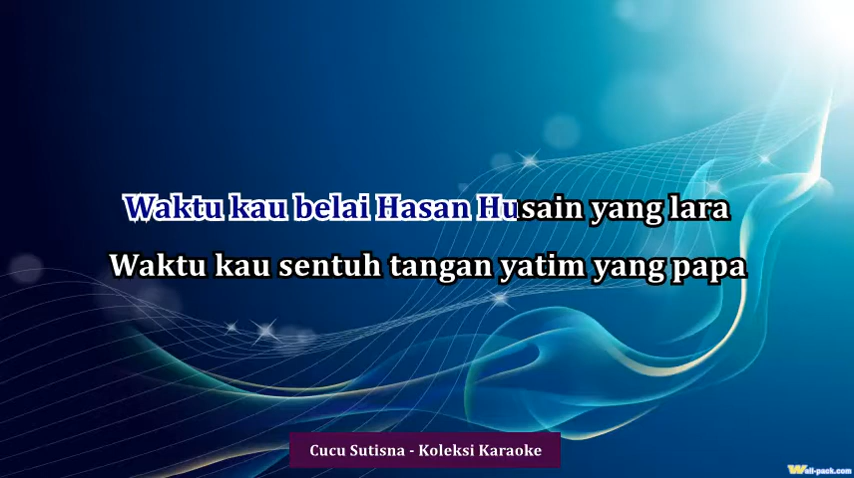 Waktu kau belai Hasan Husain yang lara
Waktu kau sentuh tangan yatim yang papa
Cucu Sutisna - Koleksi Karaoke
Wall-pack.com